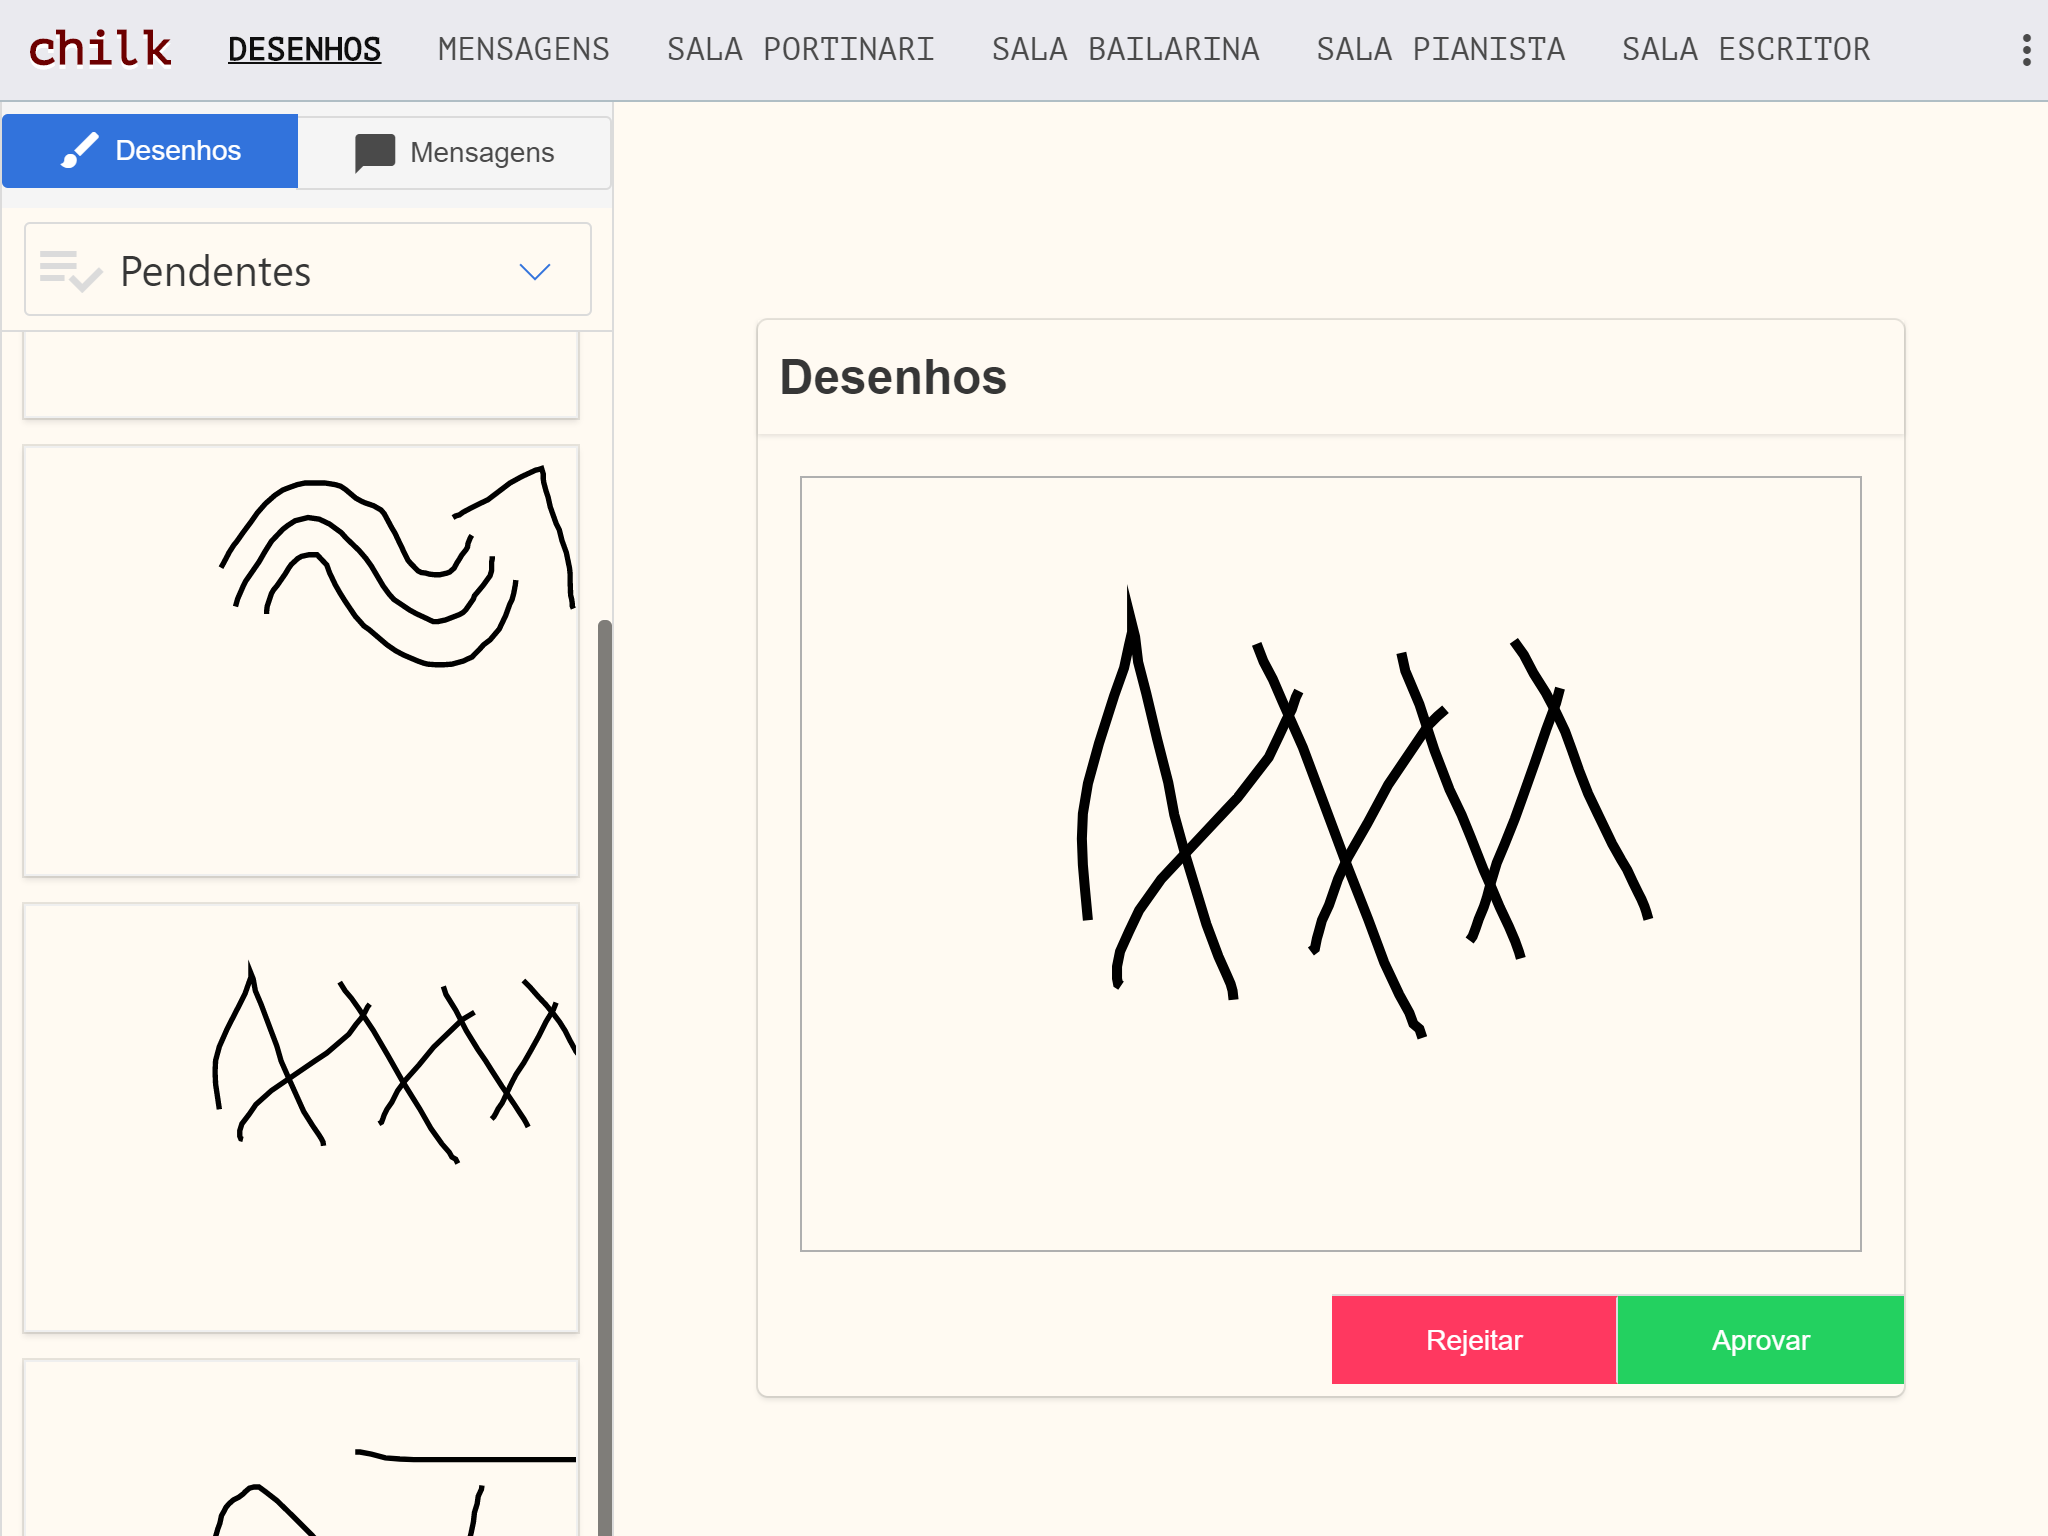 chilk DESENHOS MENSAGENS SALA PORTINARI SALA BAILARINA SALA PIANISTA SALA ESCRITOR
Desenhos Mensagens
Pendentes
Desenhos
Rejeitar Aprovar